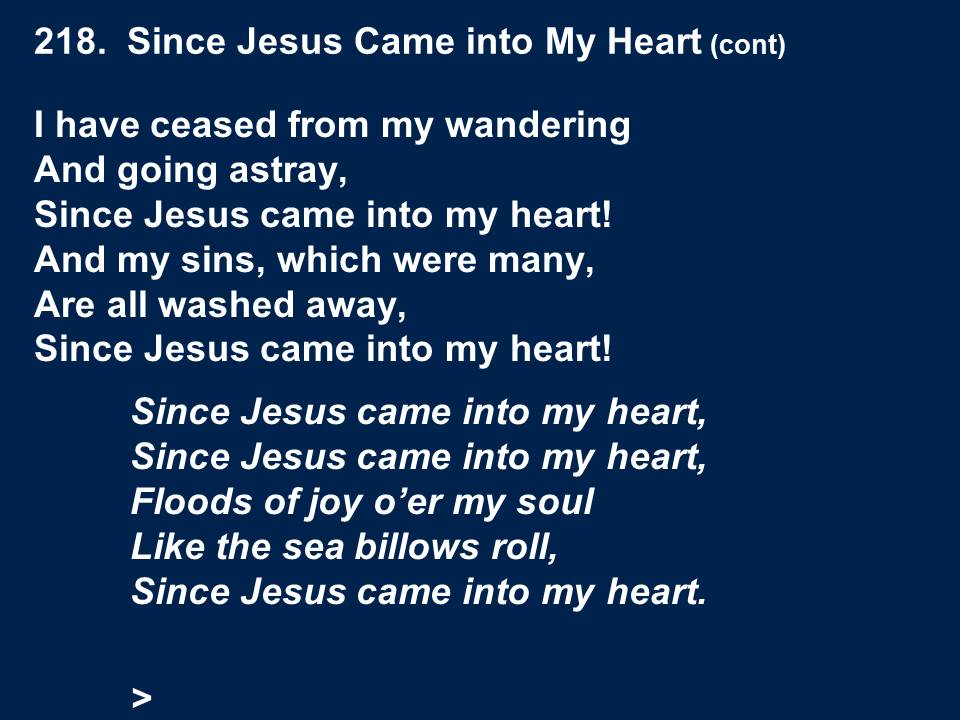 218.  Since Jesus Came into My Heart (cont)
I have ceased from my wandering
And going astray,
Since Jesus came into my heart!
And my sins, which were many,
Are all washed away,
Since Jesus came into my heart!
Since Jesus came into my heart,
Since Jesus came into my heart,
Floods of joy o’er my soul
Like the sea billows roll,
Since Jesus came into my heart.
>